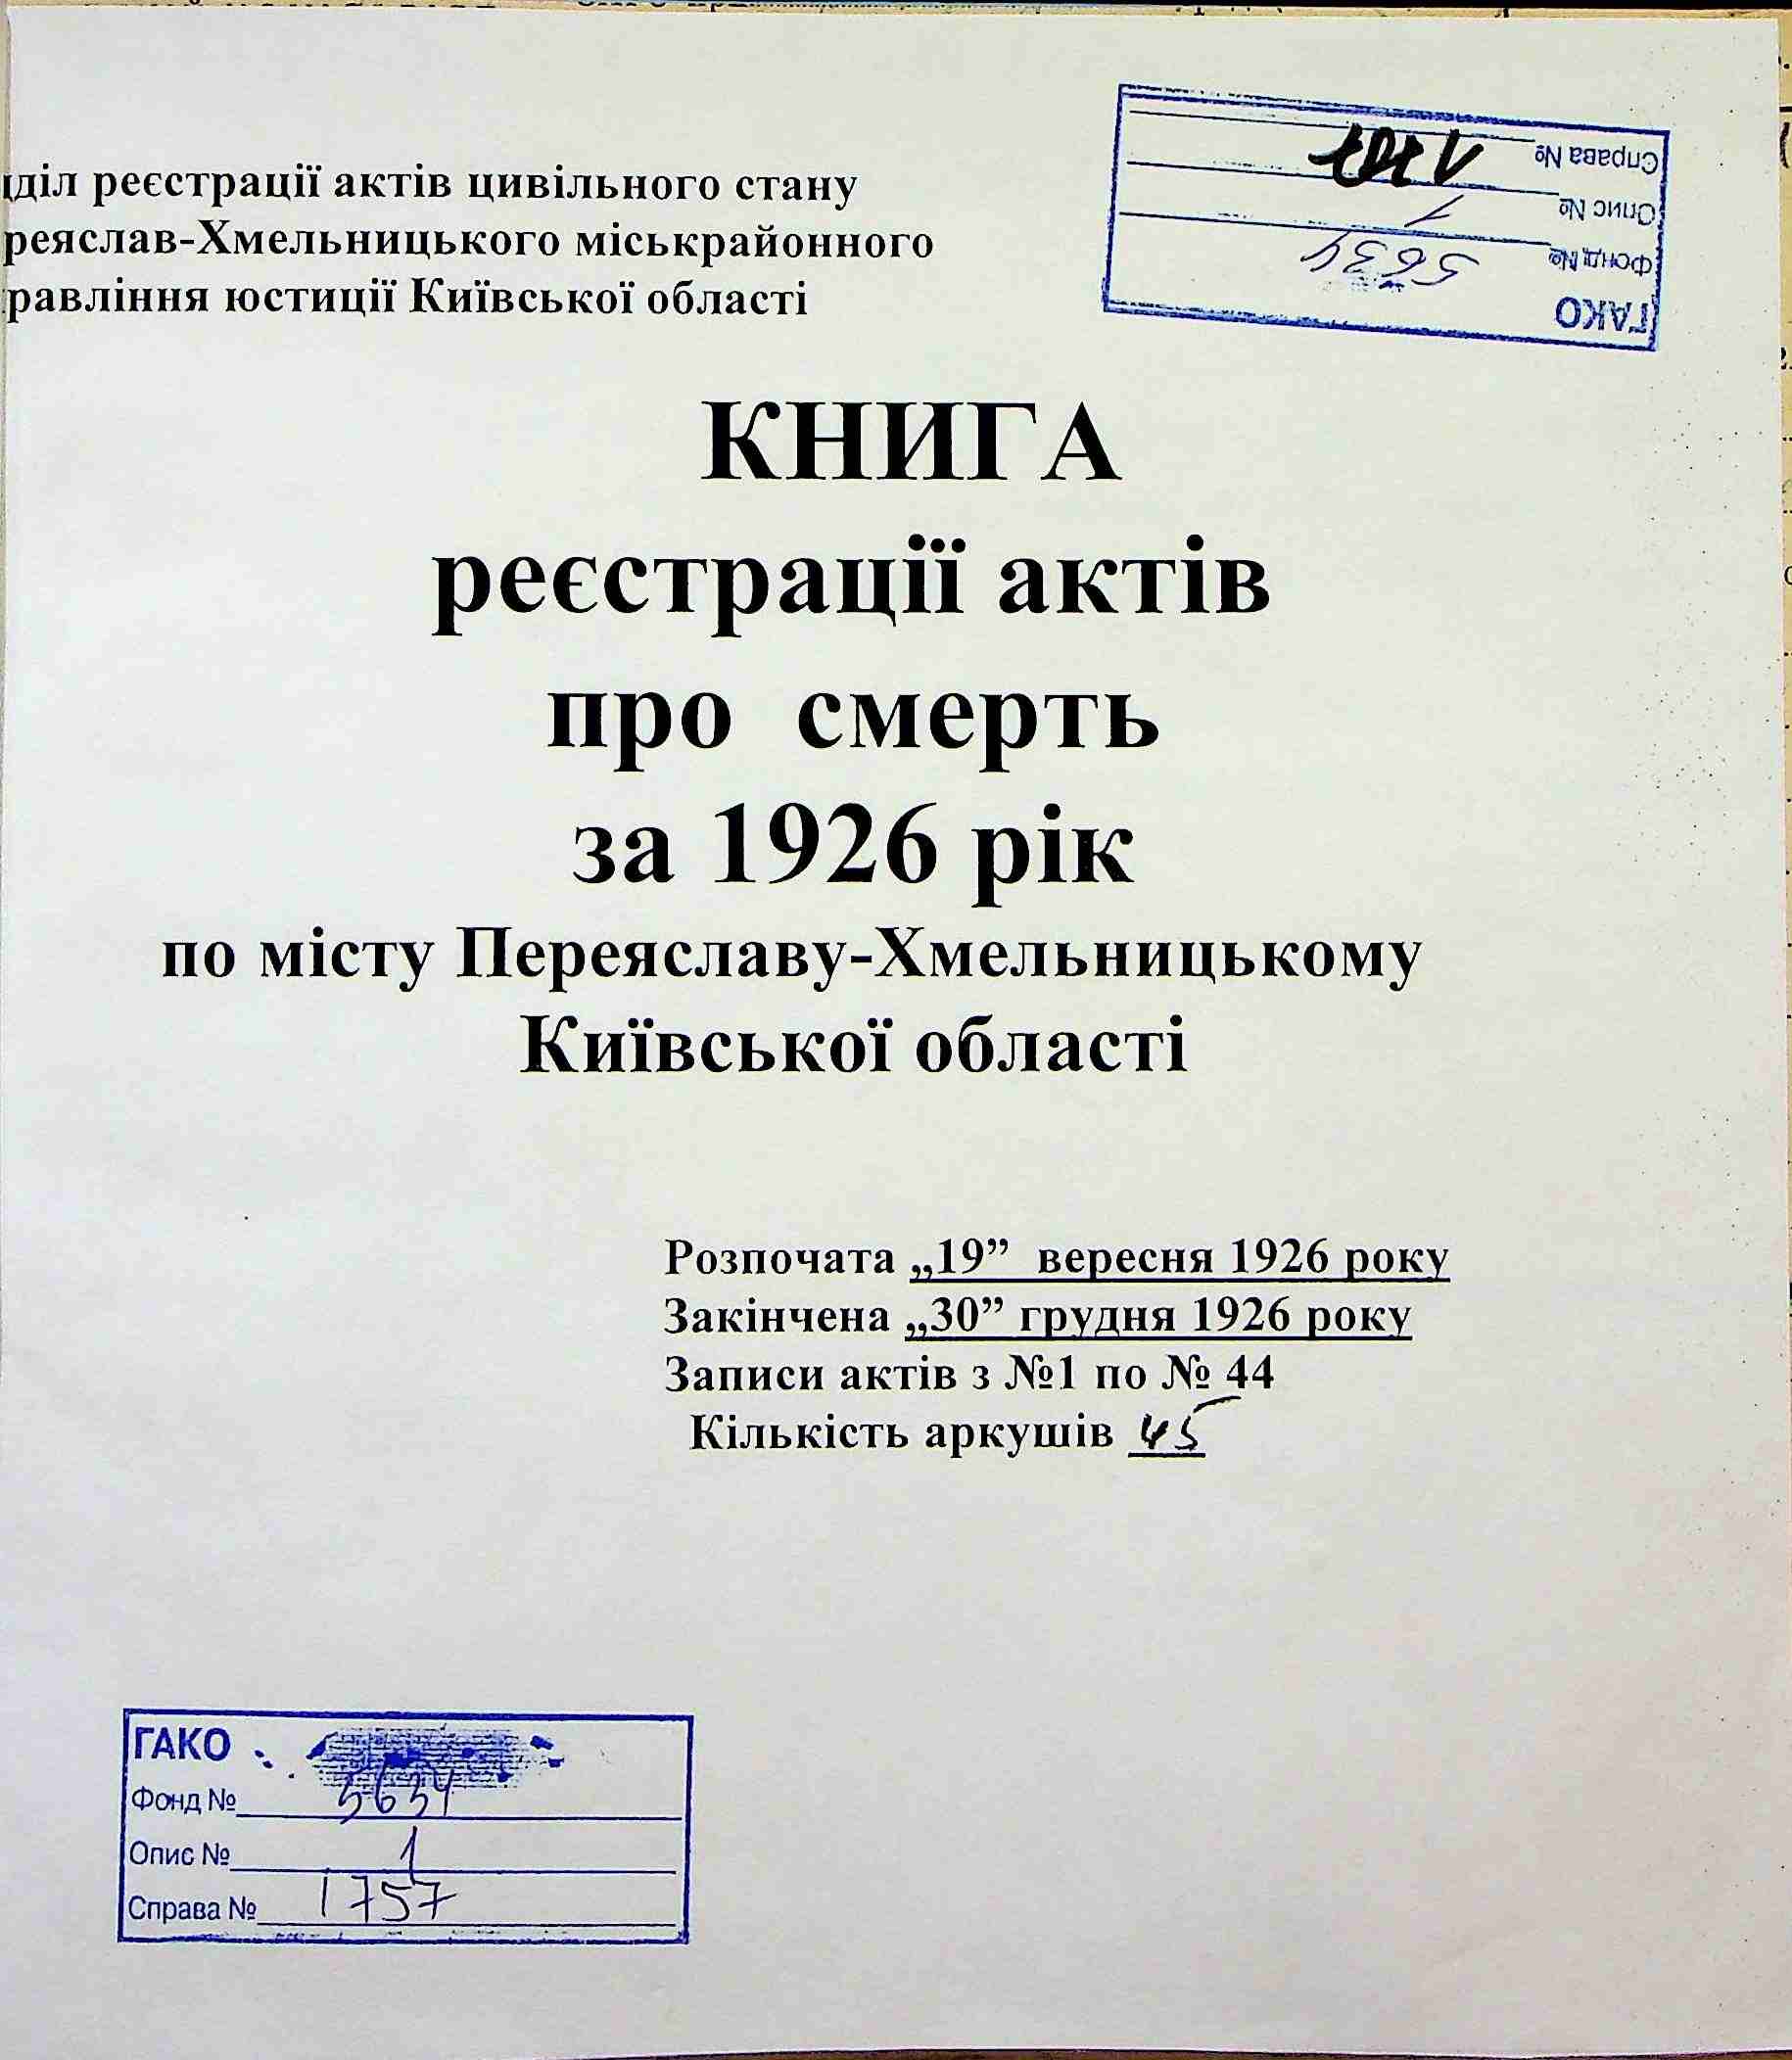 діл реєстрації актів цивільного стану
реяслав-Хмельницького міськрайонного
равління юстиції Київської області
ГАКО
Фонд № 5634
Опис № 1
Справа №
КНИГА
реєстрації актів
про смерть
за 1926 рік
по місту Переяславу-Хмельницькому
Київської області
Розпочата „19” вересня 1926 року
Закінчена „30” грудня 1926 року
Записи актів з №1 по № 44
Кількість аркушів 45
ГАКО
Фонд № 5634
Опис № 1
Справа № 1757